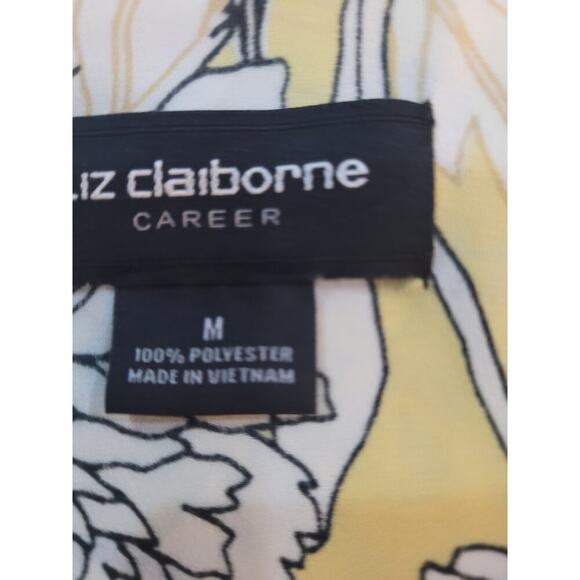 Liz claiborne
CAREER
M
100% POLYESTER
MADE IN VIETNAM